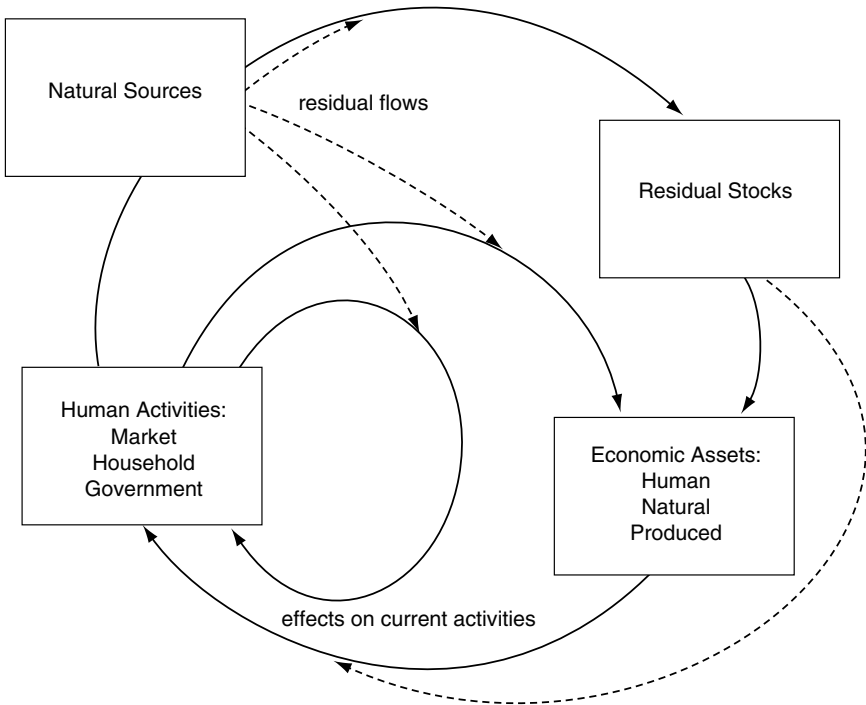 Natural Sources
residual flows
Residual Stocks
Human Activities:
Market
Household
Government
Economic Assets:
Human
Natural
Produced
effects on current activities